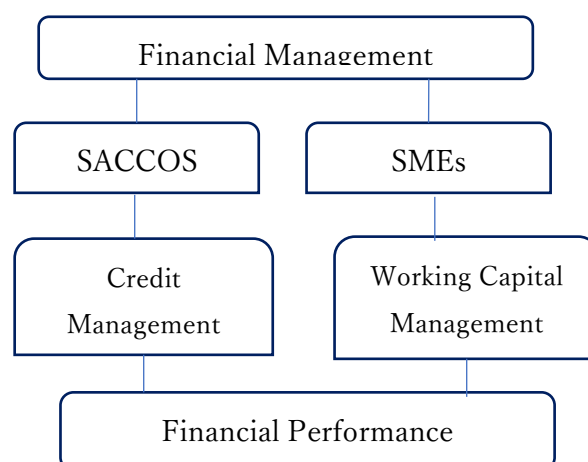 Financial Management
SACCOS
SMEs
Credit
Management
Working Capital
Management
Financial Performance